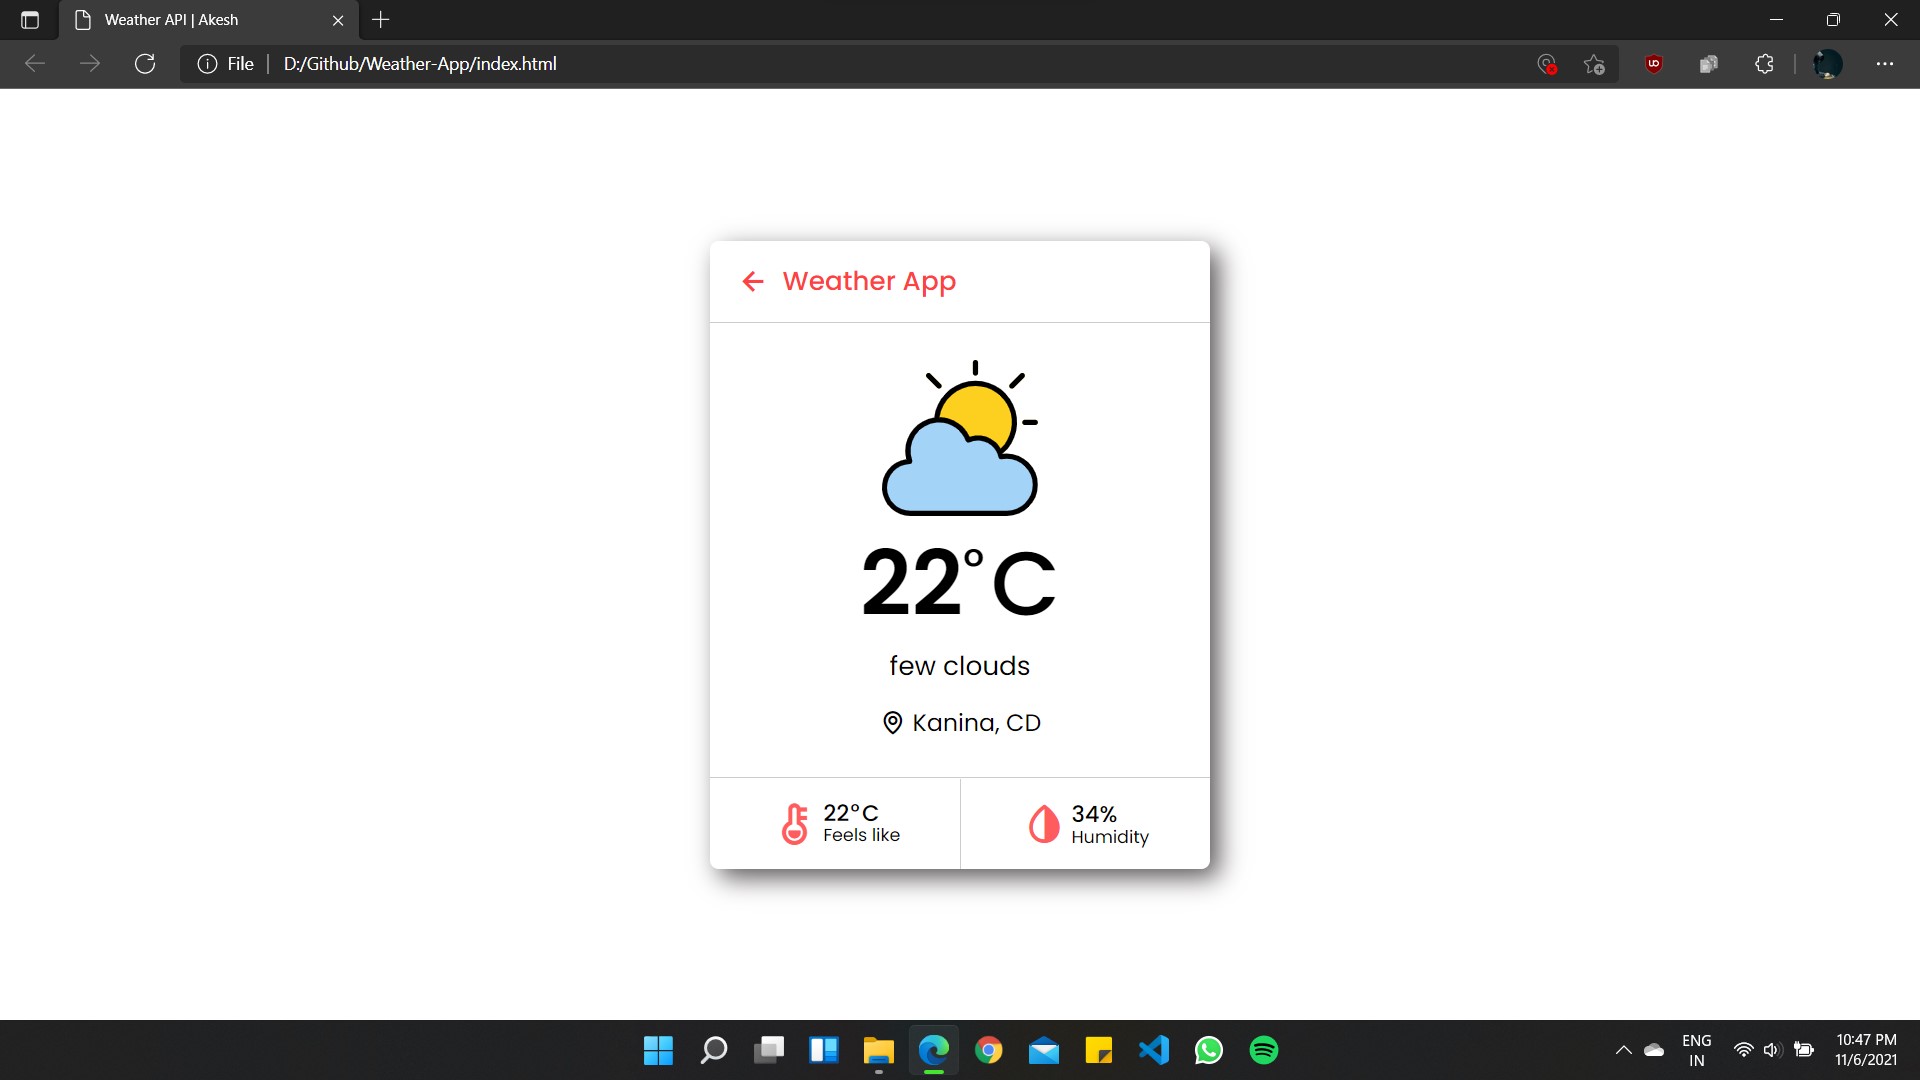 Weather API | Akesh
File
D:/Github/Weather-App/index.html
Weather App
22°C
few clouds
Kanina, CD
22°C
Feels like
34%
Humidity
ENG
IN
10:47 PM
11/6/2021